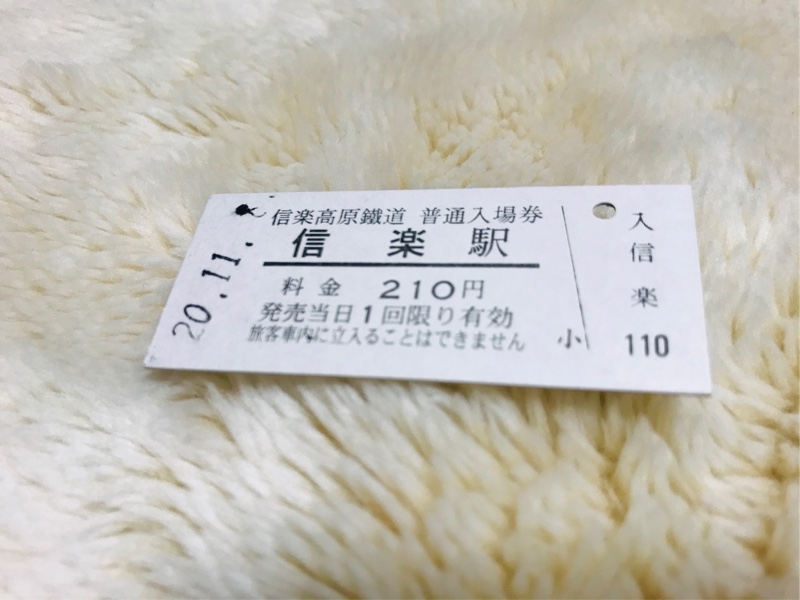 20.11.
信楽高原鐵道 普通入場券
信楽駅
料金 210円
発売当日1回限り有効
旅客車内に立入ることはできません
小
入
信
楽
110